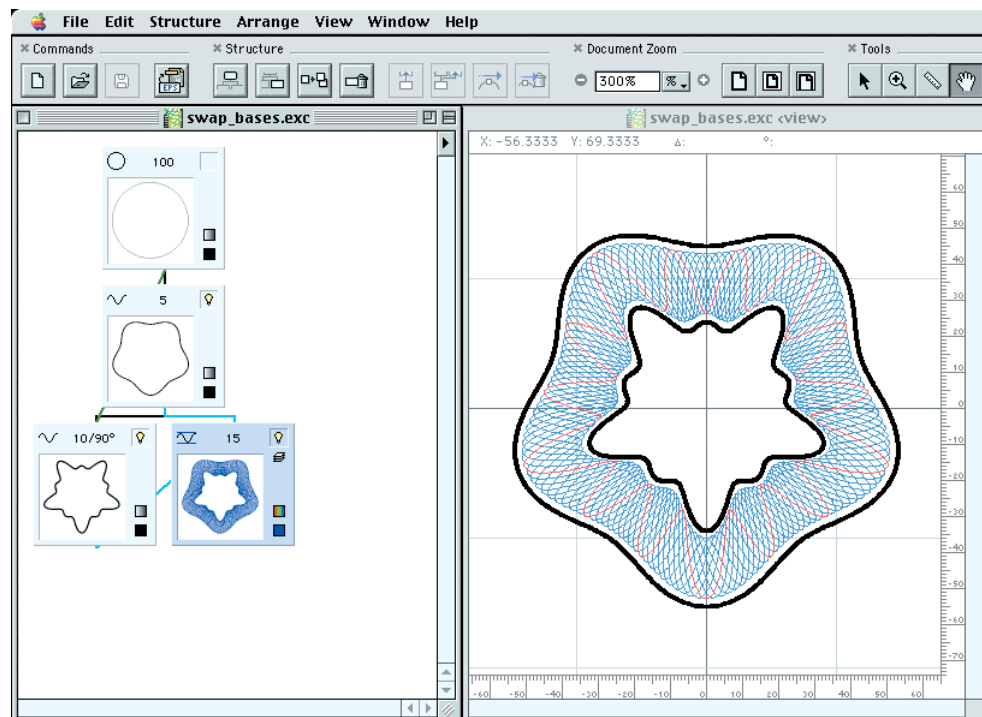 File Edit Structure Arrange View Window Help
Commands Structure Document Zoom Tools
EPS 300% %
swap_bases.exc swap_bases.exc <view>
X: -56.3333 Y: 69.3333 Δ: °:
100
5
10/90° 15
60
50
40
30
20
10
0
-10
-20
-30
-40
-50
-60
-70
-60 -50 -40 -30 -20 -10 0 10 20 30 40 50 60